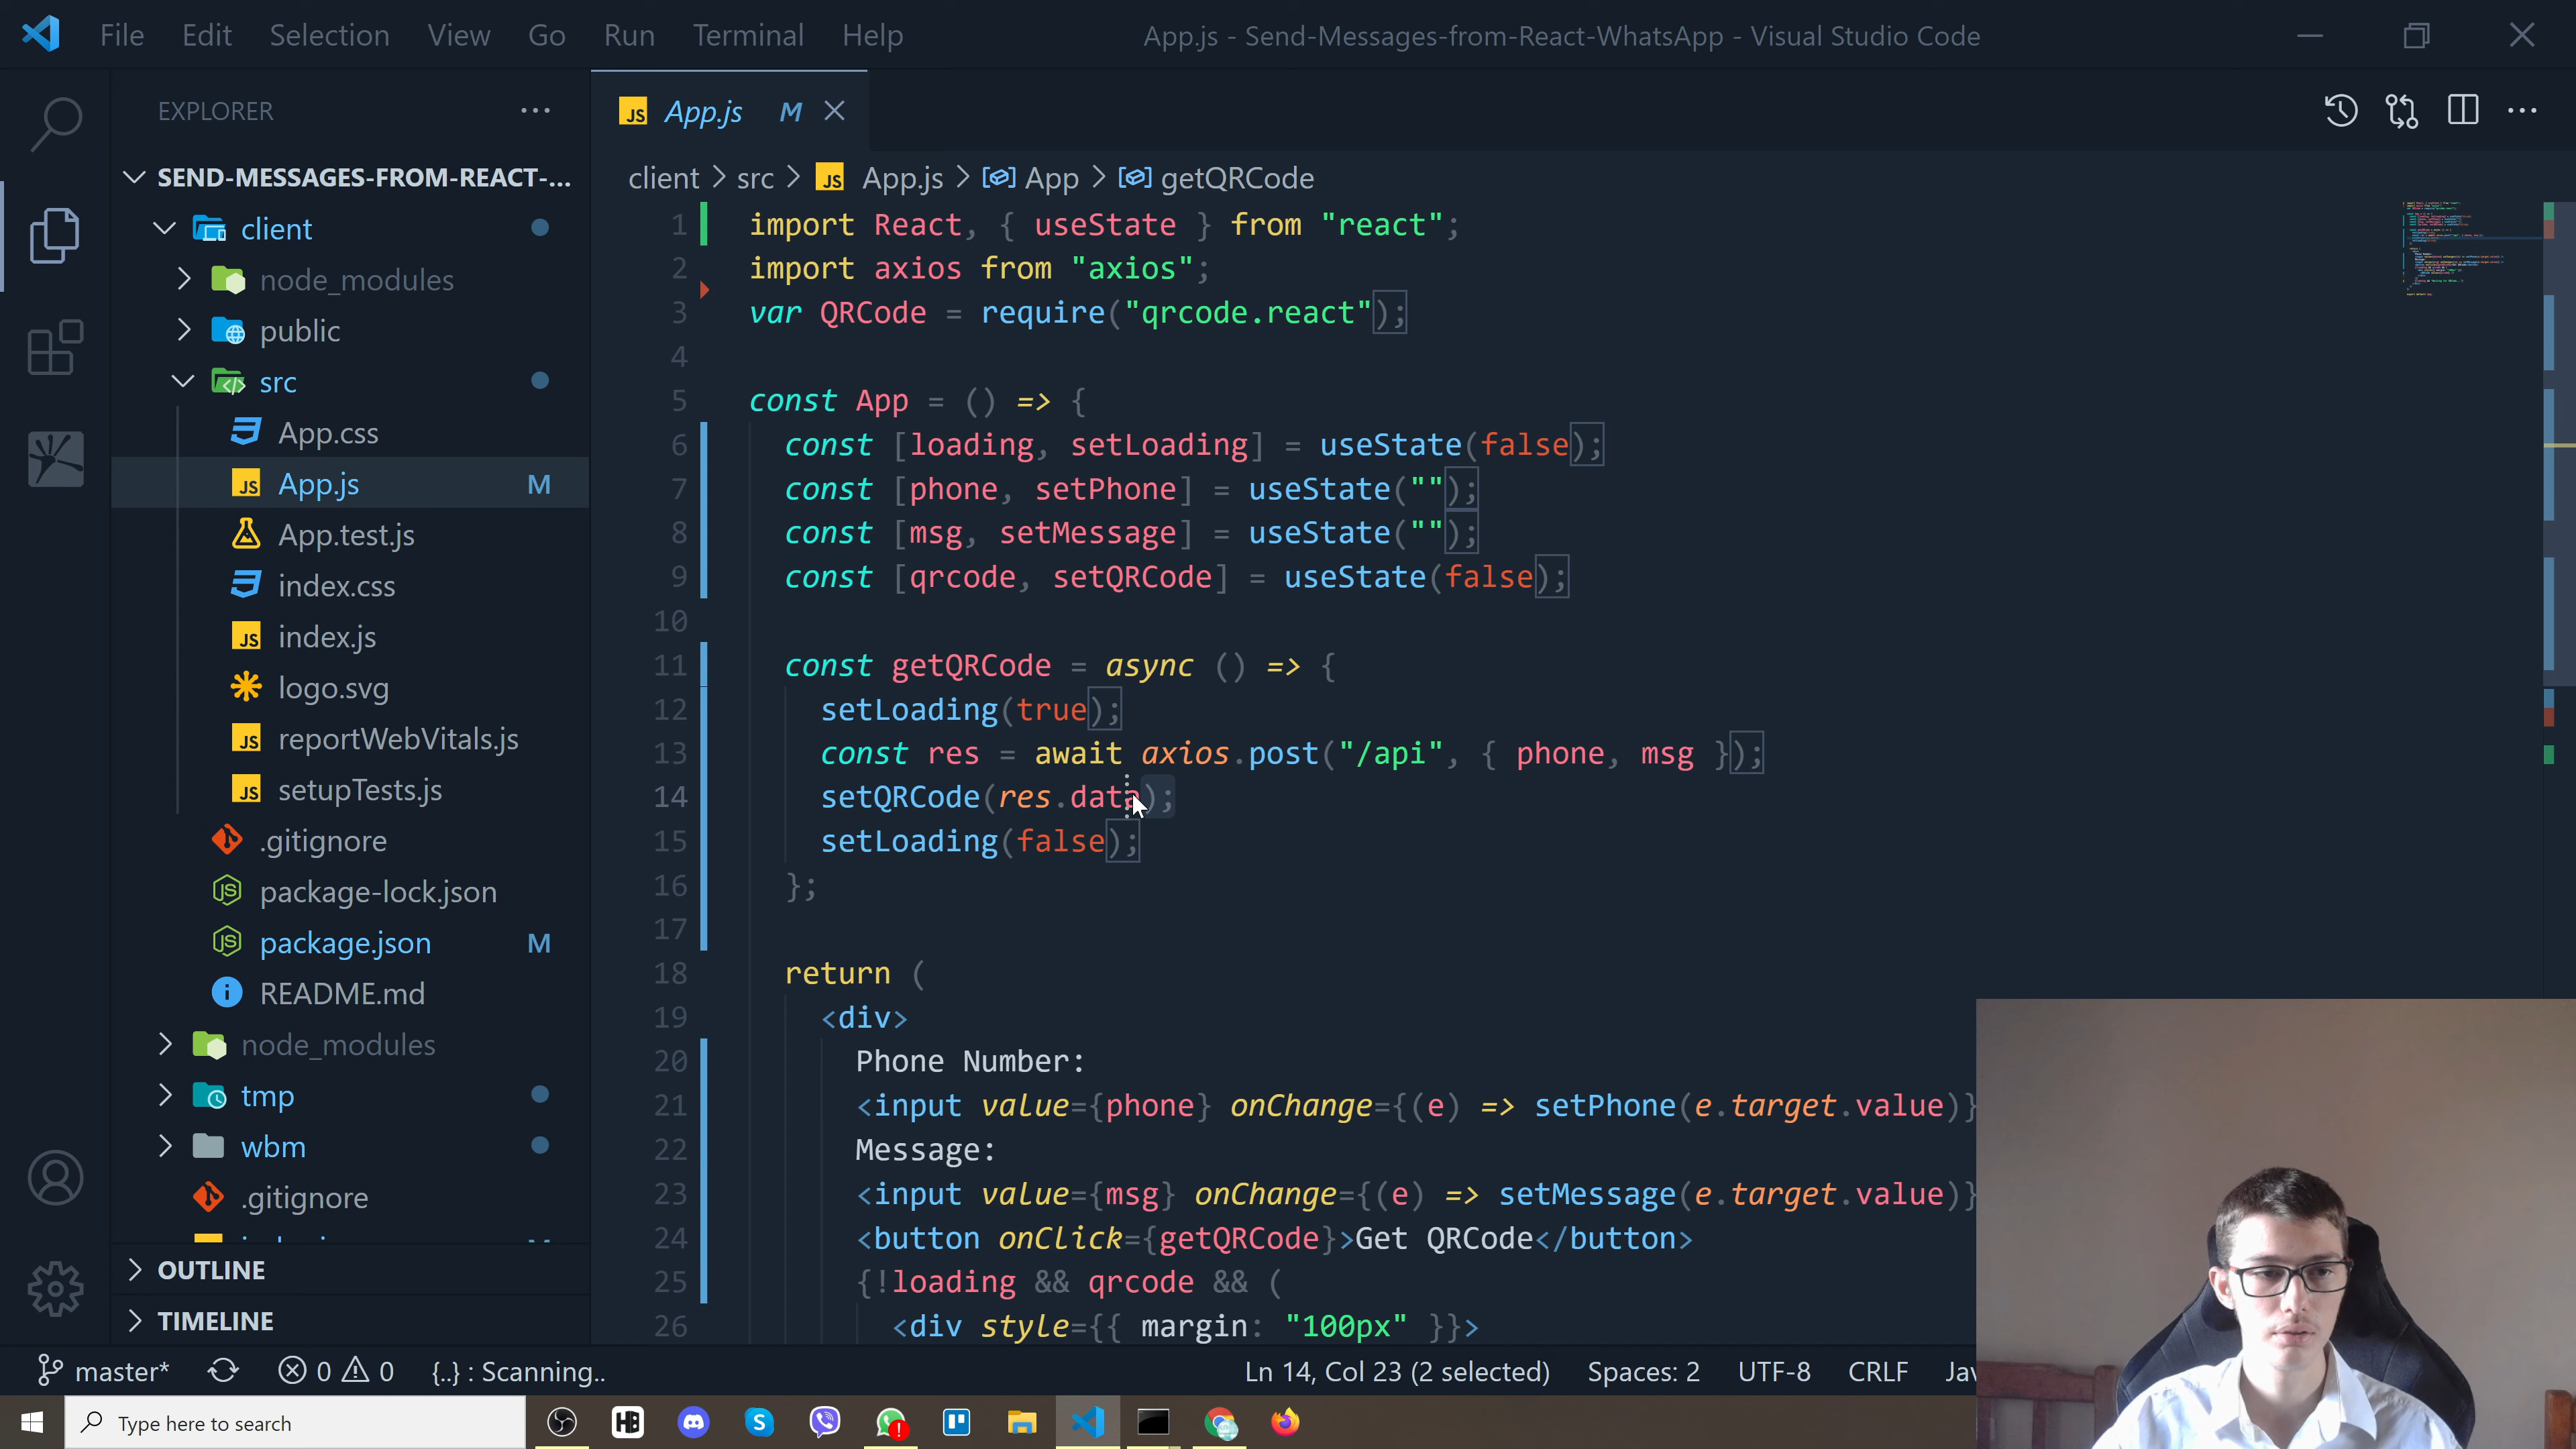 File Edit Selection View Go Run Terminal Help App.js - Send-Messages-from-React-WhatsApp - Visual Studio Code
EXPLORER
SEND-MESSAGES-FROM-REACT-...
client
node_modules
public
src
App.css
App.js M
App.test.js
index.css
index.js
logo.svg
reportWebVitals.js
setupTests.js
.gitignore
package-lock.json
package.json M
README.md
node_modules
tmp
wbm
.gitignore
OUTLINE
TIMELINE
JS App.js M
client > src > JS App.js > App > getQRCode
1 import React, { useState } from "react";
2 import axios from "axios";
3 var QRCode = require("qrcode.react");
4
5 const App = () => {
6 const [loading, setLoading] = useState(false);
7 const [phone, setPhone] = useState("");
8 const [msg, setMessage] = useState("");
9 const [qrcode, setQRCode] = useState(false);
10
11 const getQRCode = async () => {
12 setLoading(true);
13 const res = await axios.post("/api", { phone, msg });
14 setQRCode(res.data);
15 setLoading(false);
16 };
17
18 return (
19 <div>
20 Phone Number:
21 <input value={phone} onChange={(e) => setPhone(e.target.value)}
22 Message:
23 <input value={msg} onChange={(e) => setMessage(e.target.value)}
24 <button onClick={getQRCode}>Get QRCode</button>
25 {!loading && qrcode && (
26 <div style={{ margin: "100px" }}>
master* 0 0 {..} : Scanning.. Ln 14, Col 23 (2 selected) Spaces: 2 UTF-8 CRLF Jav
Type here to search